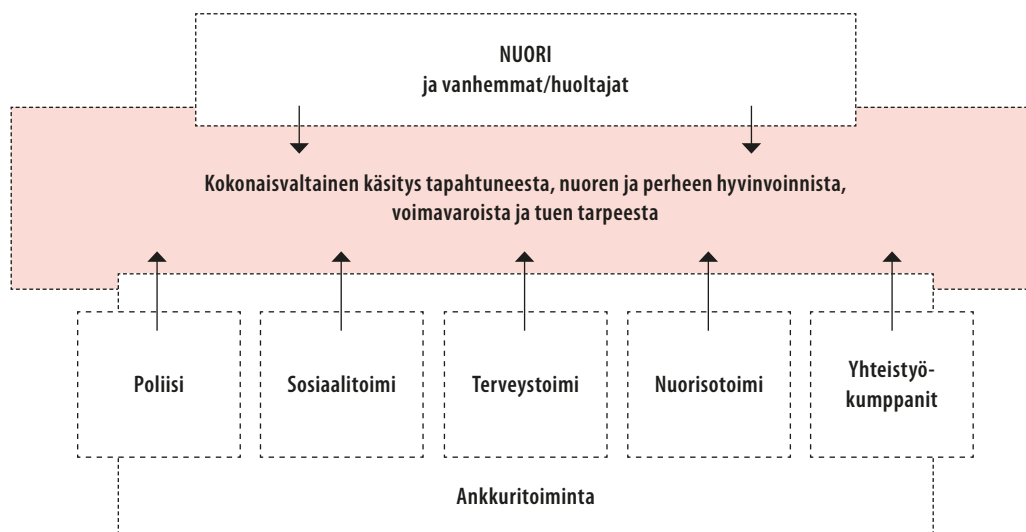 NUORI
ja vanhemmat/huoltajat
Kokonaisvaltainen käsitys tapahtuneesta, nuoren ja perheen hyvinvoinnista,
voimavaroista ja tuen tarpeesta
Poliisi
Sosiaalitoimi
Terveystoimi
Nuorisotoimi
Yhteistyö-
kumppanit
Ankkuritoiminta